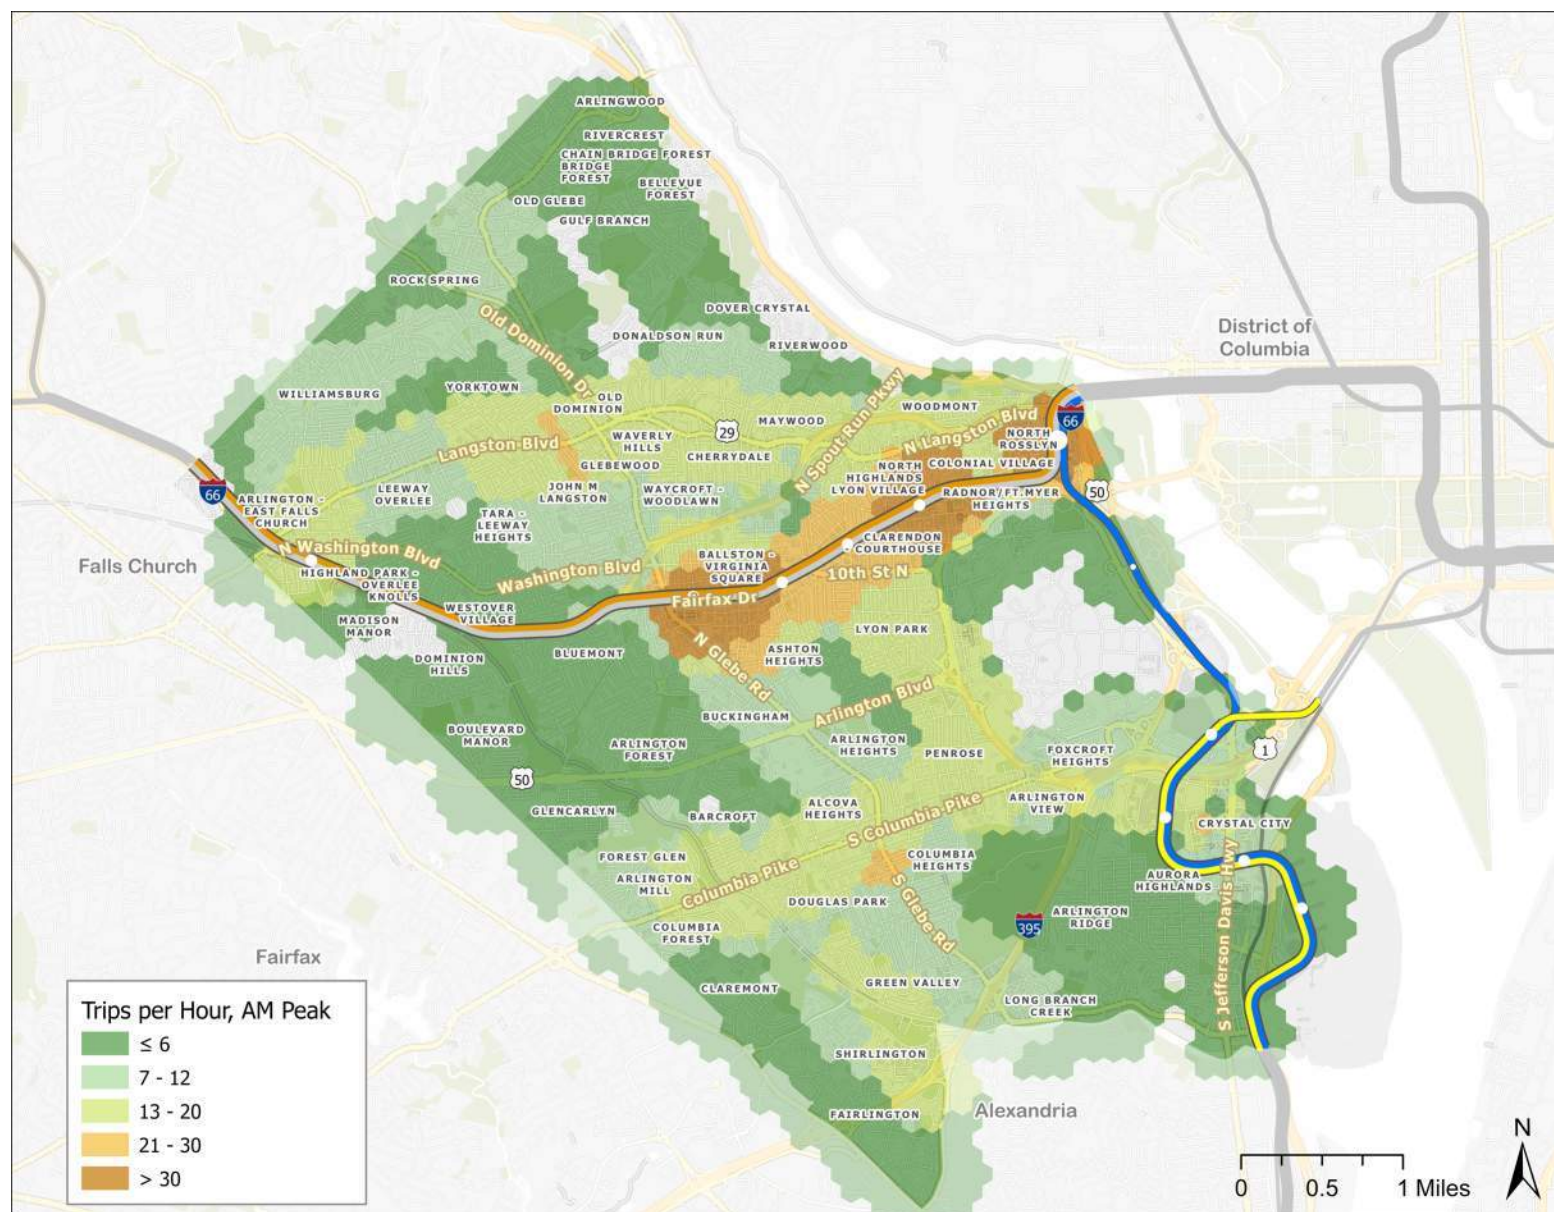 ARLINGWOOD
RIVERCREST
CHAIN BRIDGE FOREST
BRIDGE
FOREST
BELLEVUE
FOREST
OLD GLEBE
GULF BRANCH
ROCK SPRING
DOVER CRYSTAL
Old Dominion Dr
DONALDSON RUN
RIVERWOOD
District of
Columbia
WILLIAMSBURG
YORKTOWN
OLD
DOMINION
N Spout Run Pkwy
WOODMONT
MAYWOOD
N Langston Blvd
66
29
Langston Blvd
WAVERLY
HILLS
CHERRYDALE
NORTH
ROSSLYN
GLEBEWOOD
NORTH
HIGHLANDS
COLONIAL VILLAGE
LYON VILLAGE
66
ARLINGTON -
EAST FALLS
CHURCH
LEEWAY
OVERLEE
JOHN M
LANGSTON
WAYCROFT -
WOODLAWN
RADNOR/FT.MYER
HEIGHTS
50
TARA -
LEEWAY
HEIGHTS
CLARENDON
- COURTHOUSE
Falls Church
N Washington Blvd
Washington Blvd
BALLSTON -
VIRGINIA
SQUARE
10th St N
HIGHLAND PARK -
OVERLEE
KNOLLS
Fairfax Dr
WESTOVER
VILLAGE
MADISON
MANOR
LYON PARK
DOMINION
HILLS
BLUEMONT
N Glebe Rd
ASHTON
HEIGHTS
Arlington Blvd
BUCKINGHAM
BOULEVARD
MANOR
ARLINGTON
FOREST
ARLINGTON
HEIGHTS
PENROSE
FOXCROFT
HEIGHTS
1
50
GLENCARLYN
BARCROFT
ALCOVA
HEIGHTS
S Columbia Pike
ARLINGTON
VIEW
CRYSTAL CITY
FOREST GLEN
ARLINGTON
MILL
Columbia Pike
COLUMBIA
HEIGHTS
AURORA
HIGHLANDS
S Jefferson Davis Hwy
DOUGLAS PARK
S Glebe Rd
ARLINGTON
RIDGE
395
COLUMBIA
FOREST
Fairfax
CLAREMONT
GREEN VALLEY
LONG BRANCH
CREEK
SHIRLINGTON
FAIRLINGTON
Alexandria
Trips per Hour, AM Peak
≤ 6
7 - 12
13 - 20
21 - 30
> 30
N
0 0.5 1 Miles